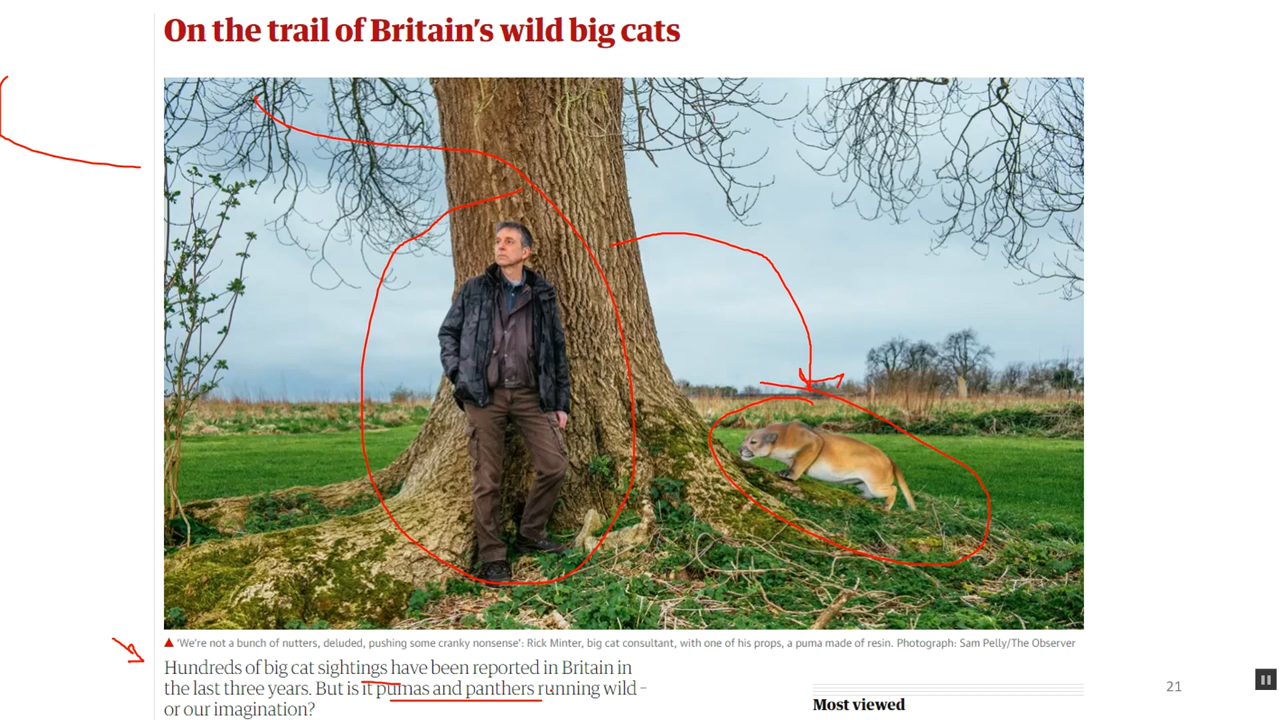 On the trail of Britain's wild big cats
▲ 'We're not a bunch of nutters, deluded, pushing some cranky nonsense': Rick Minter, big cat consultant, with one of his props, a puma made of resin. Photograph: Sam Pelly/The Observer
Hundreds of big cat sightings have been reported in Britain in
the last three years. But is it pumas and panthers running wild –
or our imagination?
Most viewed
21